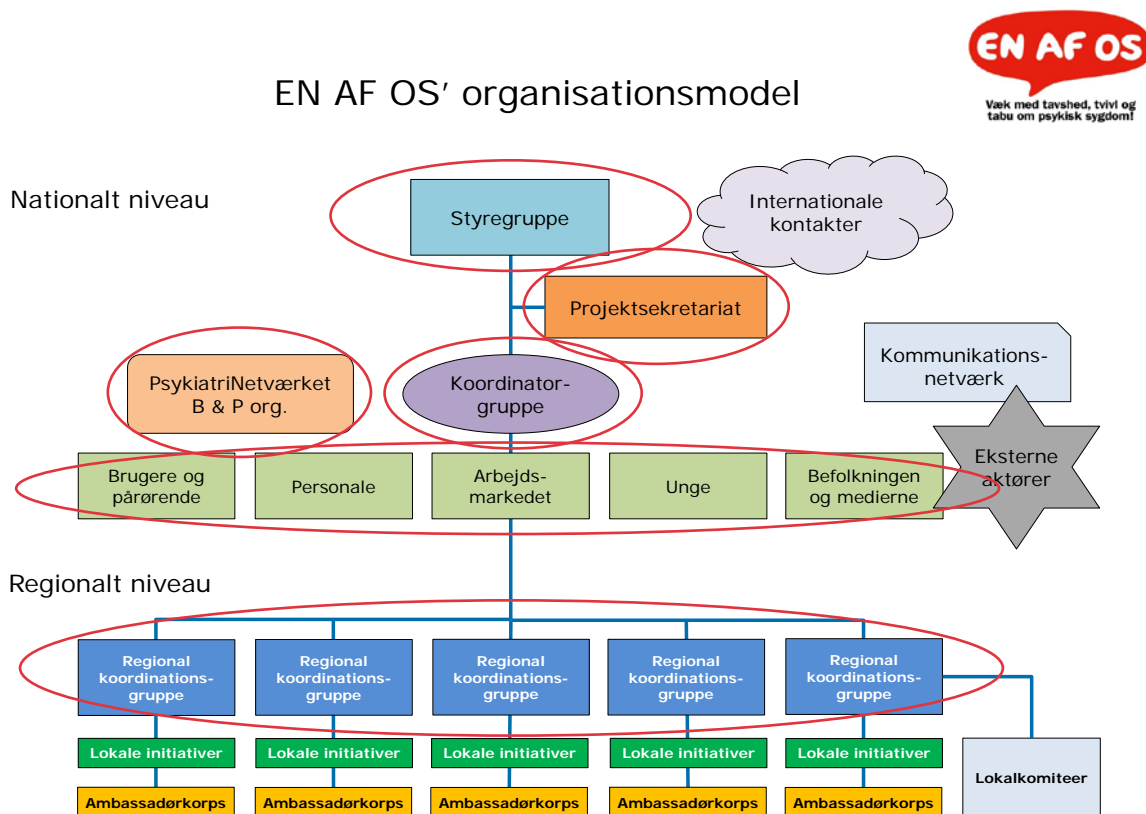 EN AF OS
Væk med tavshed, tvivl og
tabu om psykisk sygdom!
EN AF OS' organisationsmodel
Nationalt niveau
Styregruppe
Internationale
kontakter
Projektsekretariat
PsykiatriNetværket
B & P org.
Koordinator-
gruppe
Kommunikations-
netværk
Eksterne
aktører
Brugere og
pårørende
Personale
Arbejds-
markedet
Unge
Befolkningen
og medierne
Regionalt niveau
Regional
koordinations-
gruppe
Regional
koordinations-
gruppe
Regional
koordinations-
gruppe
Regional
koordinations-
gruppe
Regional
koordinations-
gruppe
Lokale initiativer
Lokale initiativer
Lokale initiativer
Lokale initiativer
Lokale initiativer
Lokalkomiteer
Ambassadørkorps
Ambassadørkorps
Ambassadørkorps
Ambassadørkorps
Ambassadørkorps